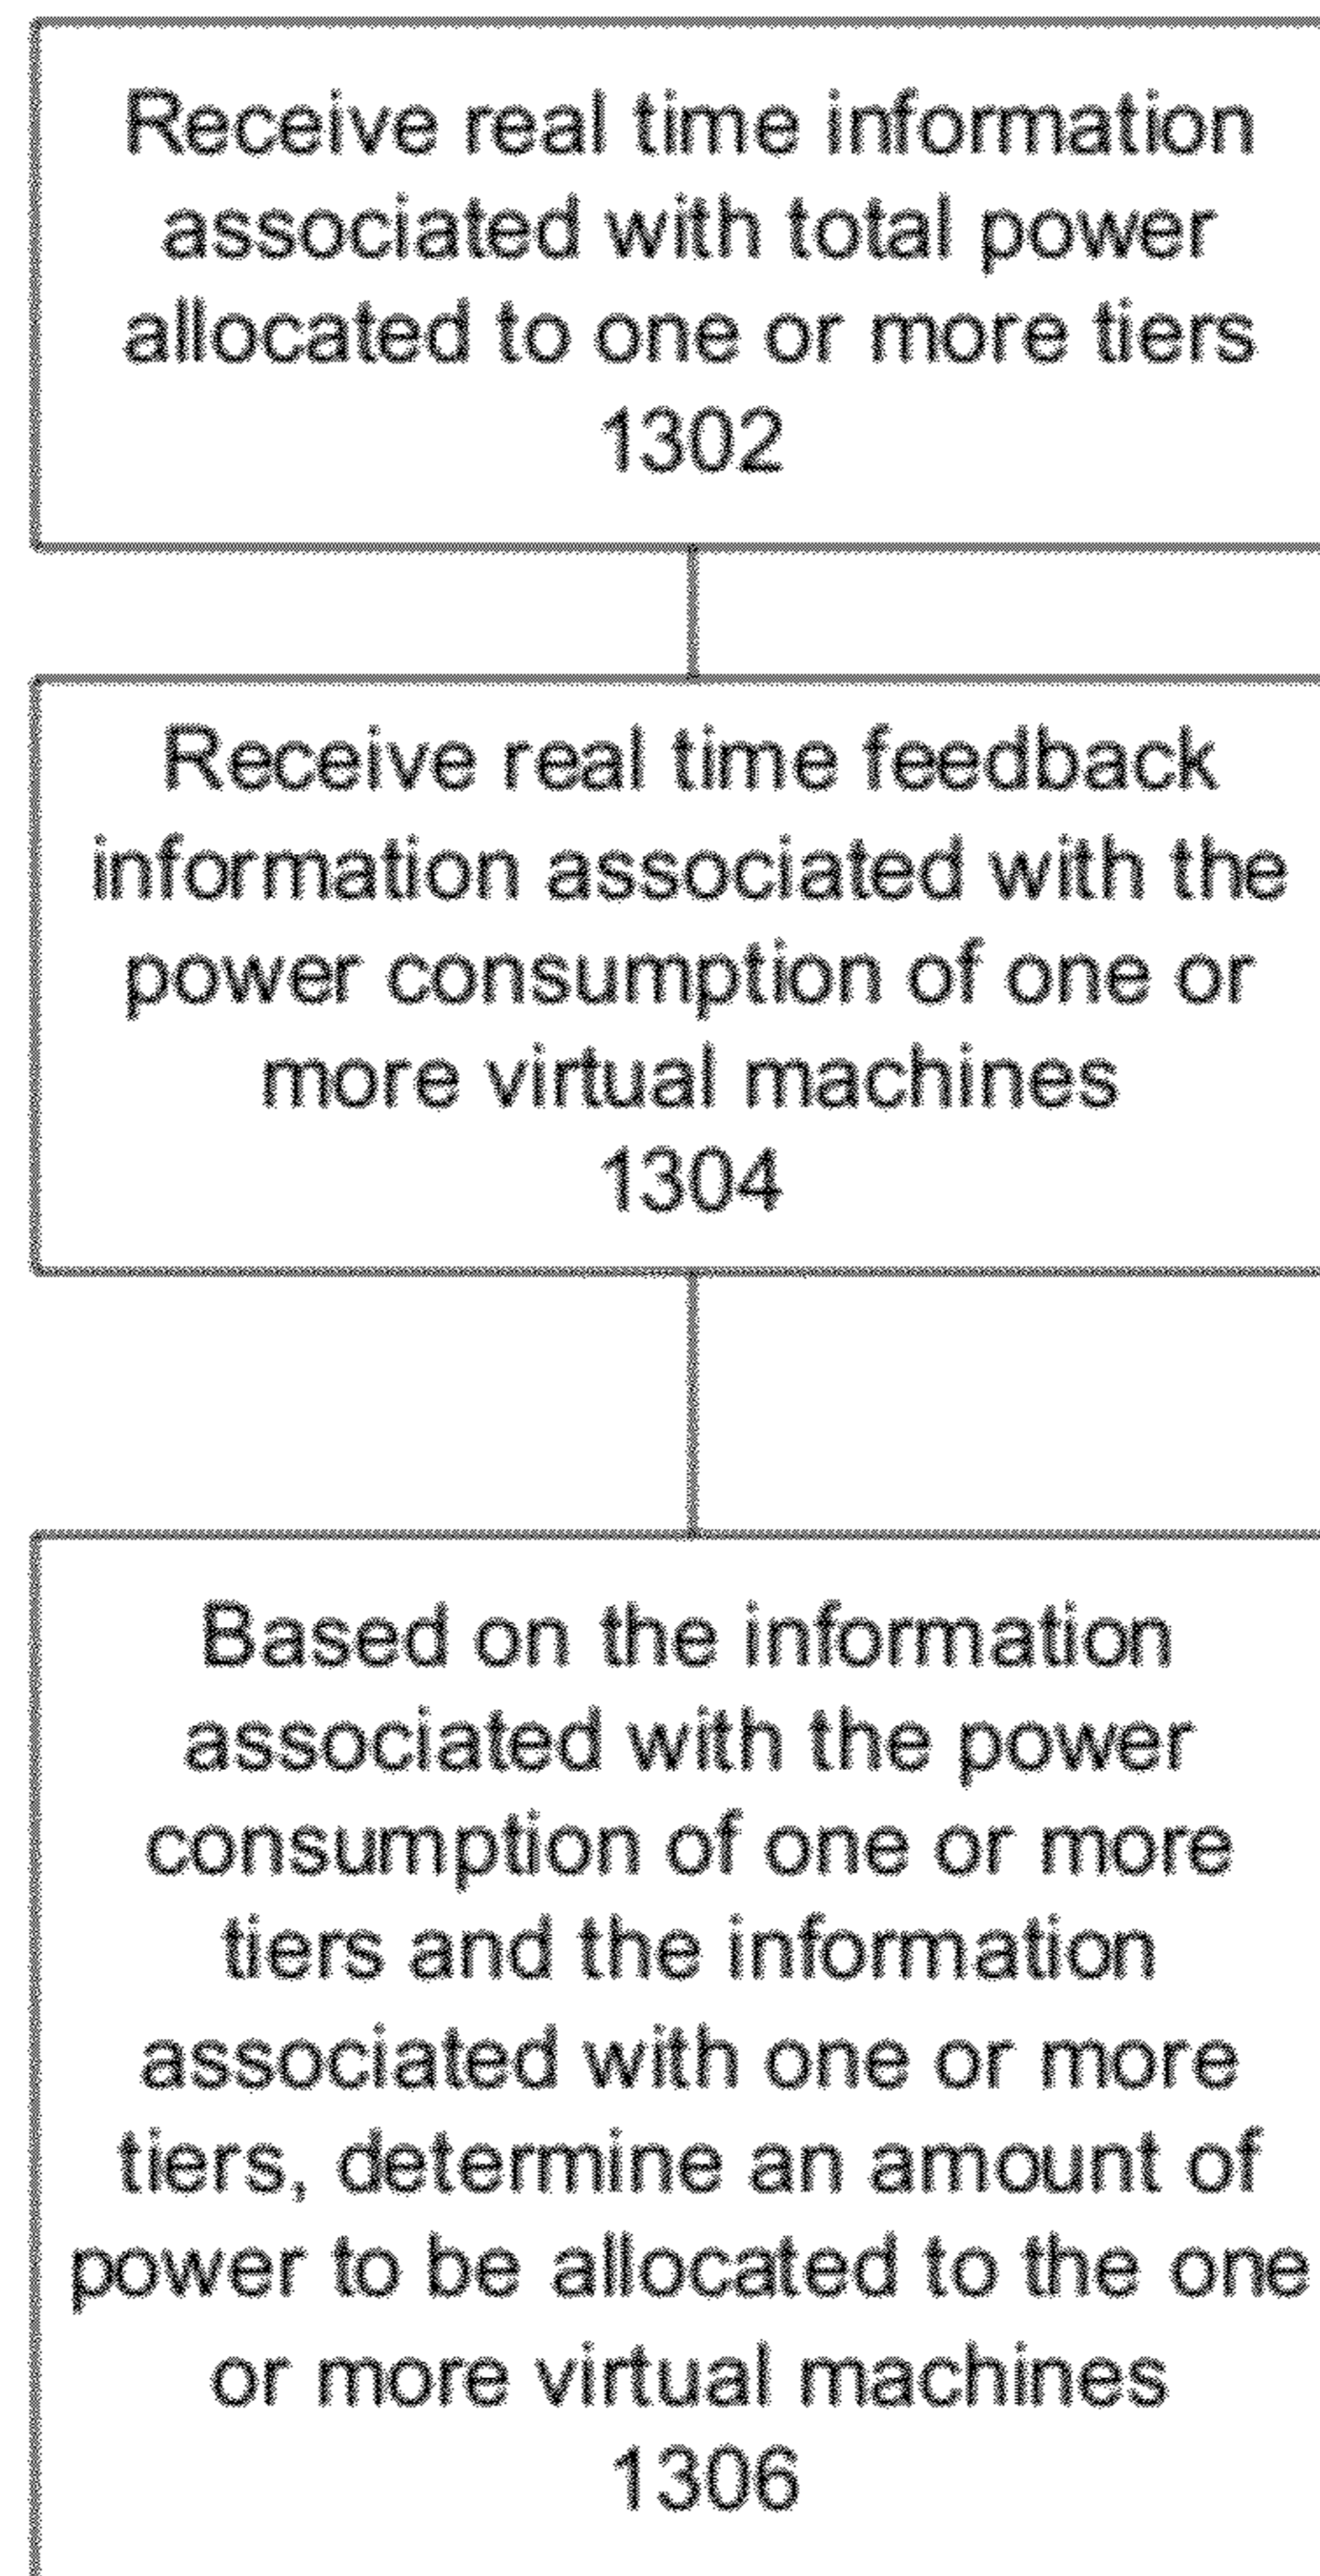 Receive real time information
associated with total power
allocated to one or more tiers
1302
Receive real time feedback
information associated with the
power consumption of one or
more virtual machines
1304
Based on the information
associated with the power
consumption of one or more
tiers and the information
associated with one or more
tiers, determine an amount of
power to be allocated to the one
or more virtual machines
1306